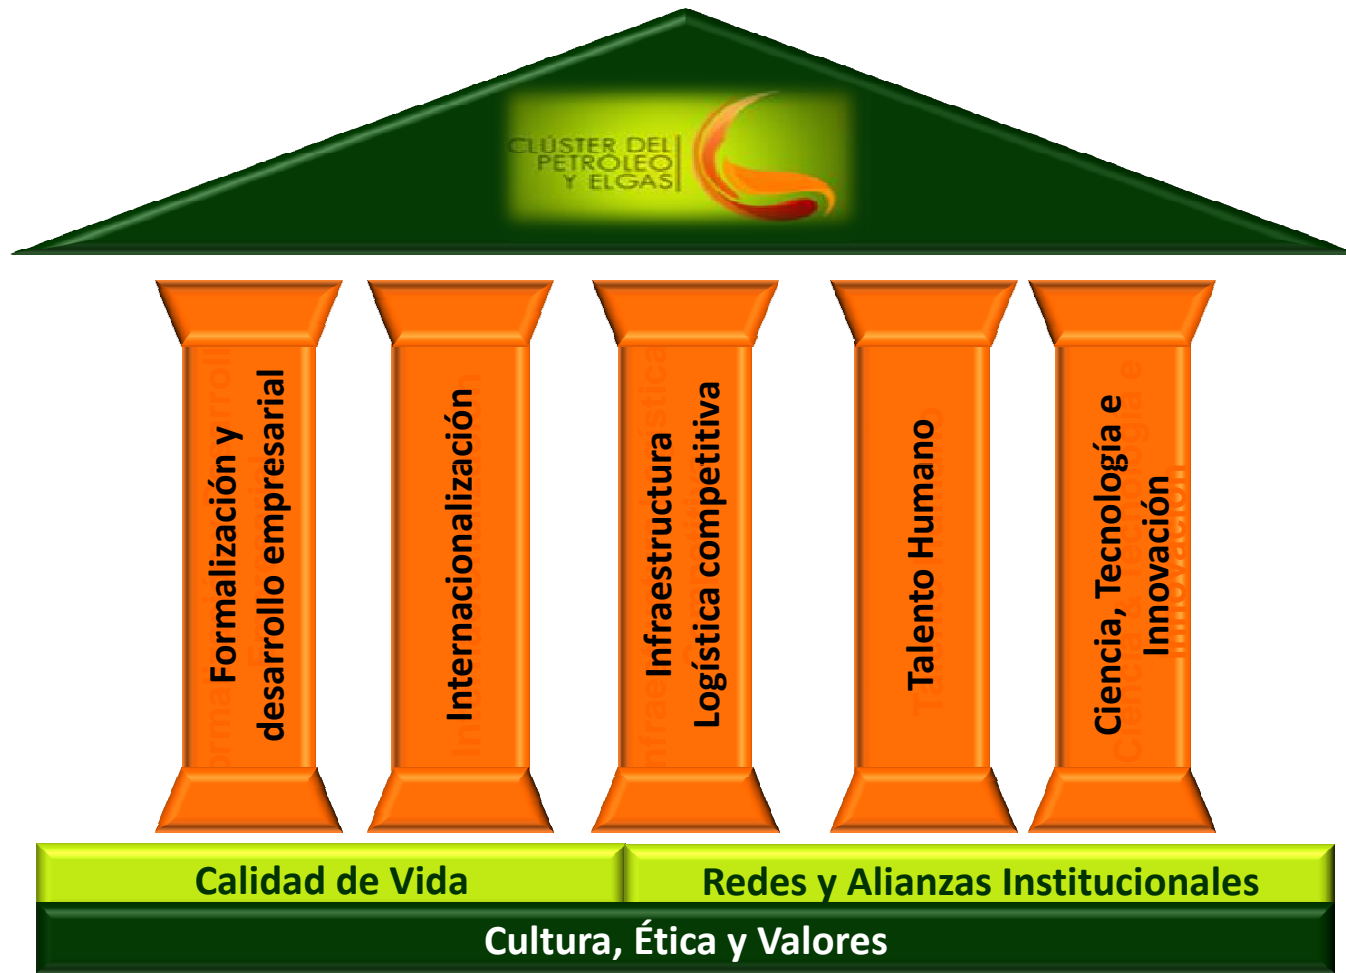 CLÚSTER DEL
PETRÓLEO
Y ELGAS
Formalización y
desarrollo empresarial
Internacionalización
Infraestructura
Logística competitiva
Talento Humano
Ciencia, Tecnología e
Innovación
Calidad de Vida
Redes y Alianzas Institucionales
Cultura, Ética y Valores